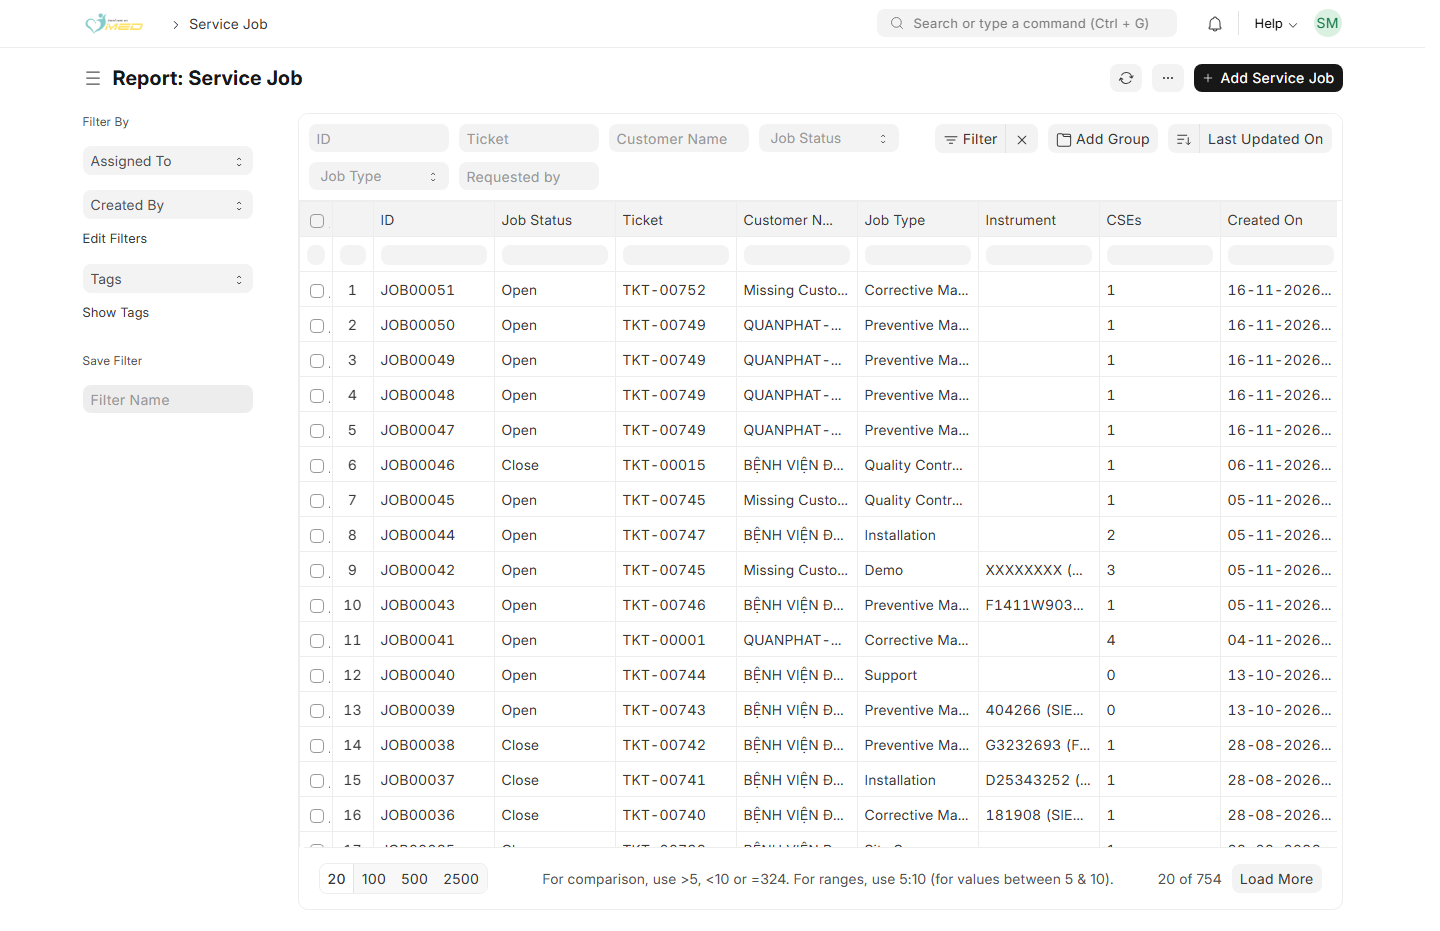 MED
Service Job
Search or type a command (Ctrl + G)
Help
SM
Report: Service Job
Add Service Job
Filter By
Assigned To
Created By
Edit Filters
Tags
Show Tags
Save Filter
Filter Name
ID Ticket Customer Name Job Status Filter Add Group Last Updated On
Job Type Requested by
ID Job Status Ticket Customer N... Job Type Instrument CSEs Created On
1 JOB00051 Open TKT-00752 Missing Custo... Corrective Ma... 1 16-11-2026...
2 JOB00050 Open TKT-00749 QUANPHAT-... Preventive Ma... 1 16-11-2026...
3 JOB00049 Open TKT-00749 QUANPHAT-... Preventive Ma... 1 16-11-2026...
4 JOB00048 Open TKT-00749 QUANPHAT-... Preventive Ma... 1 16-11-2026...
5 JOB00047 Open TKT-00749 QUANPHAT-... Preventive Ma... 1 16-11-2026...
6 JOB00046 Close TKT-00015 BỆNH VIỆN Đ... Quality Contr... 1 06-11-2026...
7 JOB00045 Open TKT-00745 Missing Custo... Quality Contr... 1 05-11-2026...
8 JOB00044 Open TKT-00747 BỆNH VIỆN Đ... Installation 2 05-11-2026...
9 JOB00042 Open TKT-00745 Missing Custo... Demo XXXXXXXX (... 3 05-11-2026...
10 JOB00043 Open TKT-00746 BỆNH VIỆN Đ... Preventive Ma... F1411W903... 1 05-11-2026...
11 JOB00041 Open TKT-00001 QUANPHAT-... Corrective Ma... 4 04-11-2026...
12 JOB00040 Open TKT-00744 BỆNH VIỆN Đ... Support 0 13-10-2026...
13 JOB00039 Open TKT-00743 BỆNH VIỆN Đ... Preventive Ma... 404266 (SIE... 0 13-10-2026...
14 JOB00038 Close TKT-00742 BỆNH VIỆN Đ... Preventive Ma... G3232693 (F... 1 28-08-2026...
15 JOB00037 Close TKT-00741 BỆNH VIỆN Đ... Installation D25343252 (... 1 28-08-2026...
16 JOB00036 Close TKT-00740 BỆNH VIỆN Đ... Corrective Ma... 181908 (SIE... 1 28-08-2026...
20 100 500 2500 For comparison, use >5, <10 or =324. For ranges, use 5:10 (for values between 5 & 10). 20 of 754 Load More